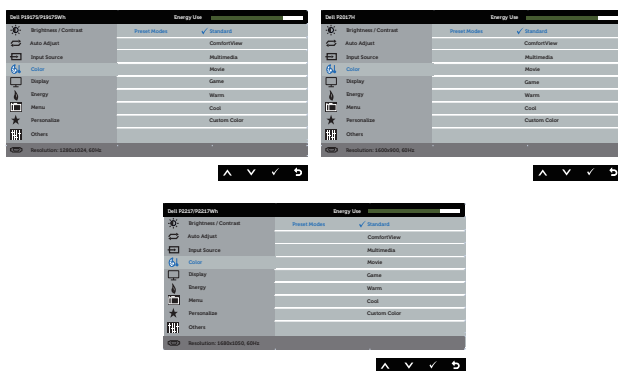 Dell P1917S/P1917SWh Energy Use
Brightness / Contrast Preset Modes ✓ Standard
Auto Adjust ComfortView
Input Source Multimedia
Color Movie
Display Game
Energy Warm
Menu Cool
Personalize Custom Color
Others
Resolution: 1280x1024, 60Hz
Dell P2017H Energy Use
Brightness / Contrast Preset Modes ✓ Standard
Auto Adjust ComfortView
Input Source Multimedia
Color Movie
Display Game
Energy Warm
Menu Cool
Personalize Custom Color
Others
Resolution: 1600x900, 60Hz
Dell P2217/P2217Wh Energy Use
Brightness / Contrast Preset Modes ✓ Standard
Auto Adjust ComfortView
Input Source Multimedia
Color Movie
Display Game
Energy Warm
Menu Cool
Personalize Custom Color
Others
Resolution: 1680x1050, 60Hz